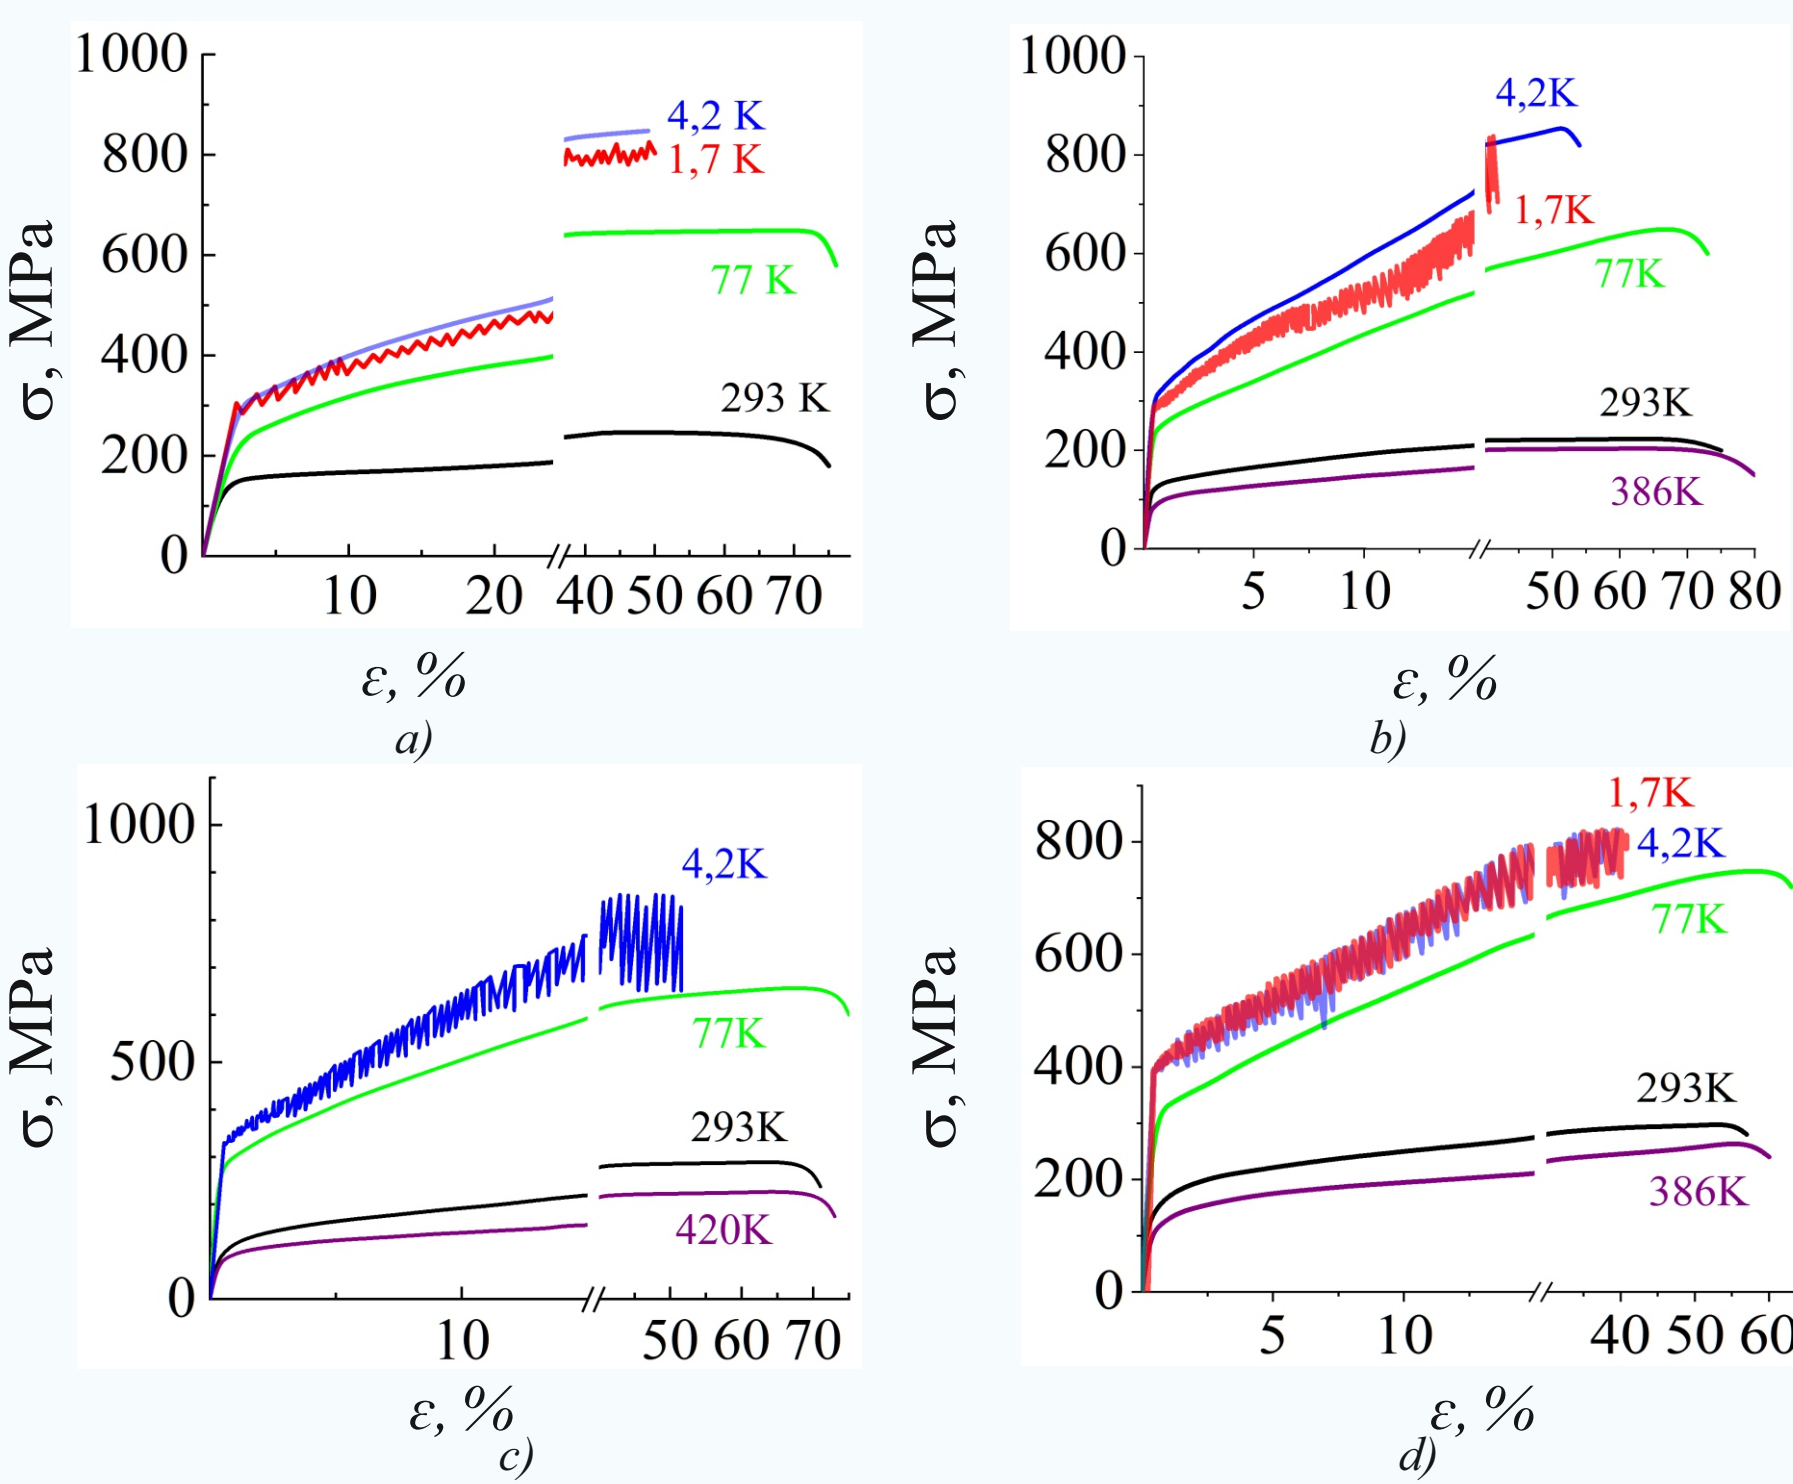 1000
800
600
400
200
0
σ, MPa
4,2 K
1,7 K
77 K
293 K
10 20 40 50 60 70
ε, %
a)
1000
800
600
400
200
0
σ, MPa
4,2K
1,7K
77K
293K
386K
5 10 50 60 70 80
ε, %
b)
1000
500
0
σ, MPa
4,2K
77K
293K
420K
10 50 60 70
ε, %
c)
800
600
400
200
0
σ, MPa
1,7K
4,2K
77K
293K
386K
5 10 40 50 60
ε, %
d)